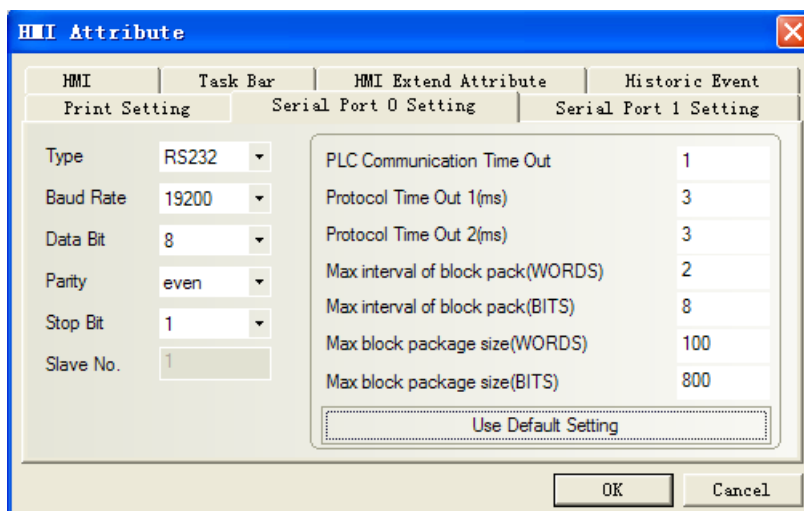 HMI Attribute
HMI Task Bar HMI Extend Attribute Historic Event
Print Setting Serial Port 0 Setting Serial Port 1 Setting
Type RS232
Baud Rate 19200
Data Bit 8
Parity even
Stop Bit 1
Slave No. 1
PLC Communication Time Out 1
Protocol Time Out 1(ms) 3
Protocol Time Out 2(ms) 3
Max interval of block pack(WORDS) 2
Max interval of block pack(BITS) 8
Max block package size(WORDS) 100
Max block package size(BITS) 800
Use Default Setting
OK Cancel